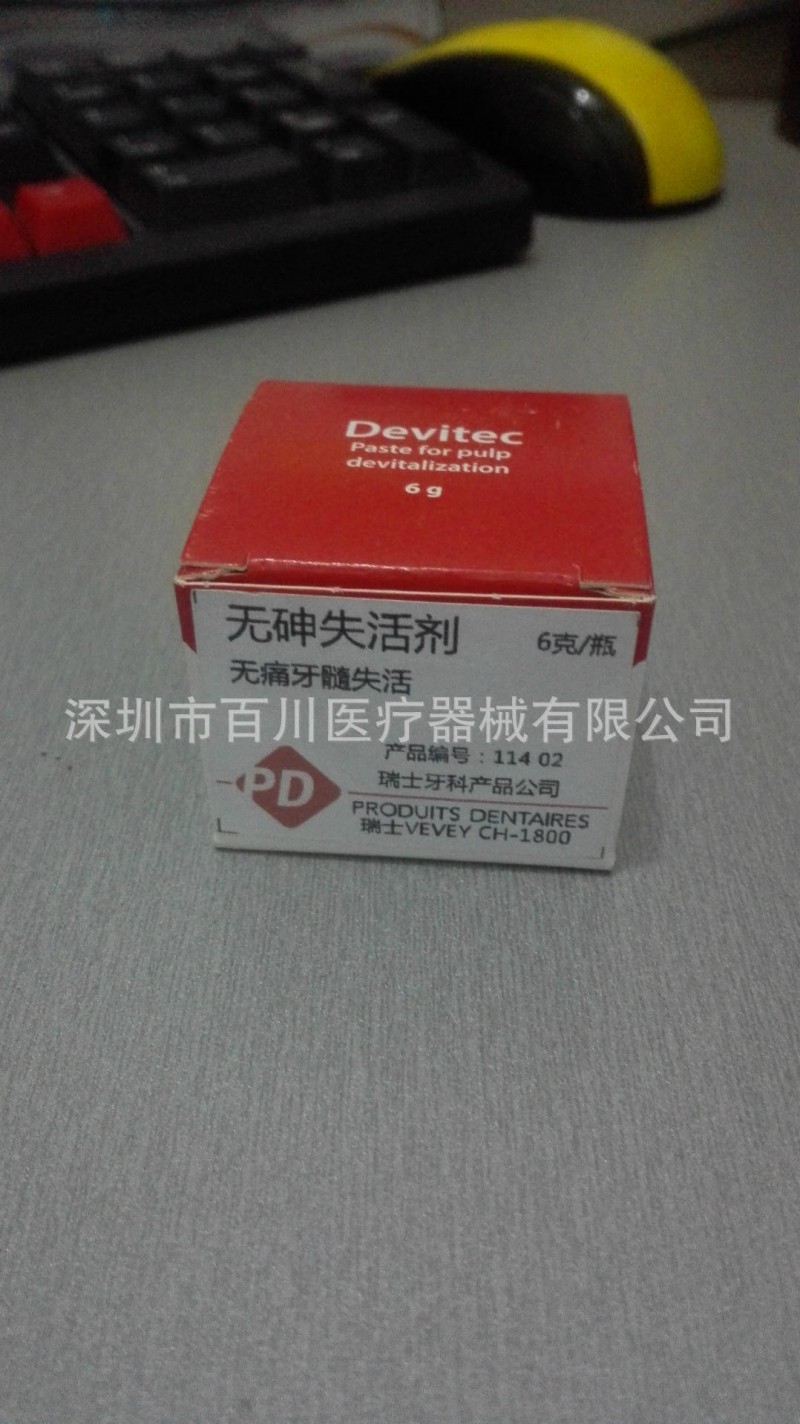 Devitec
Paste for pulp
devitalization
6 g
无砷失活剂 6克/瓶
无痛牙髓失活
深圳市百川医疗器械有限公司
产品编号：114 02
瑞士牙科产品公司
PD
PRODUITS DENTAIRES
瑞士VEVEY CH-1800